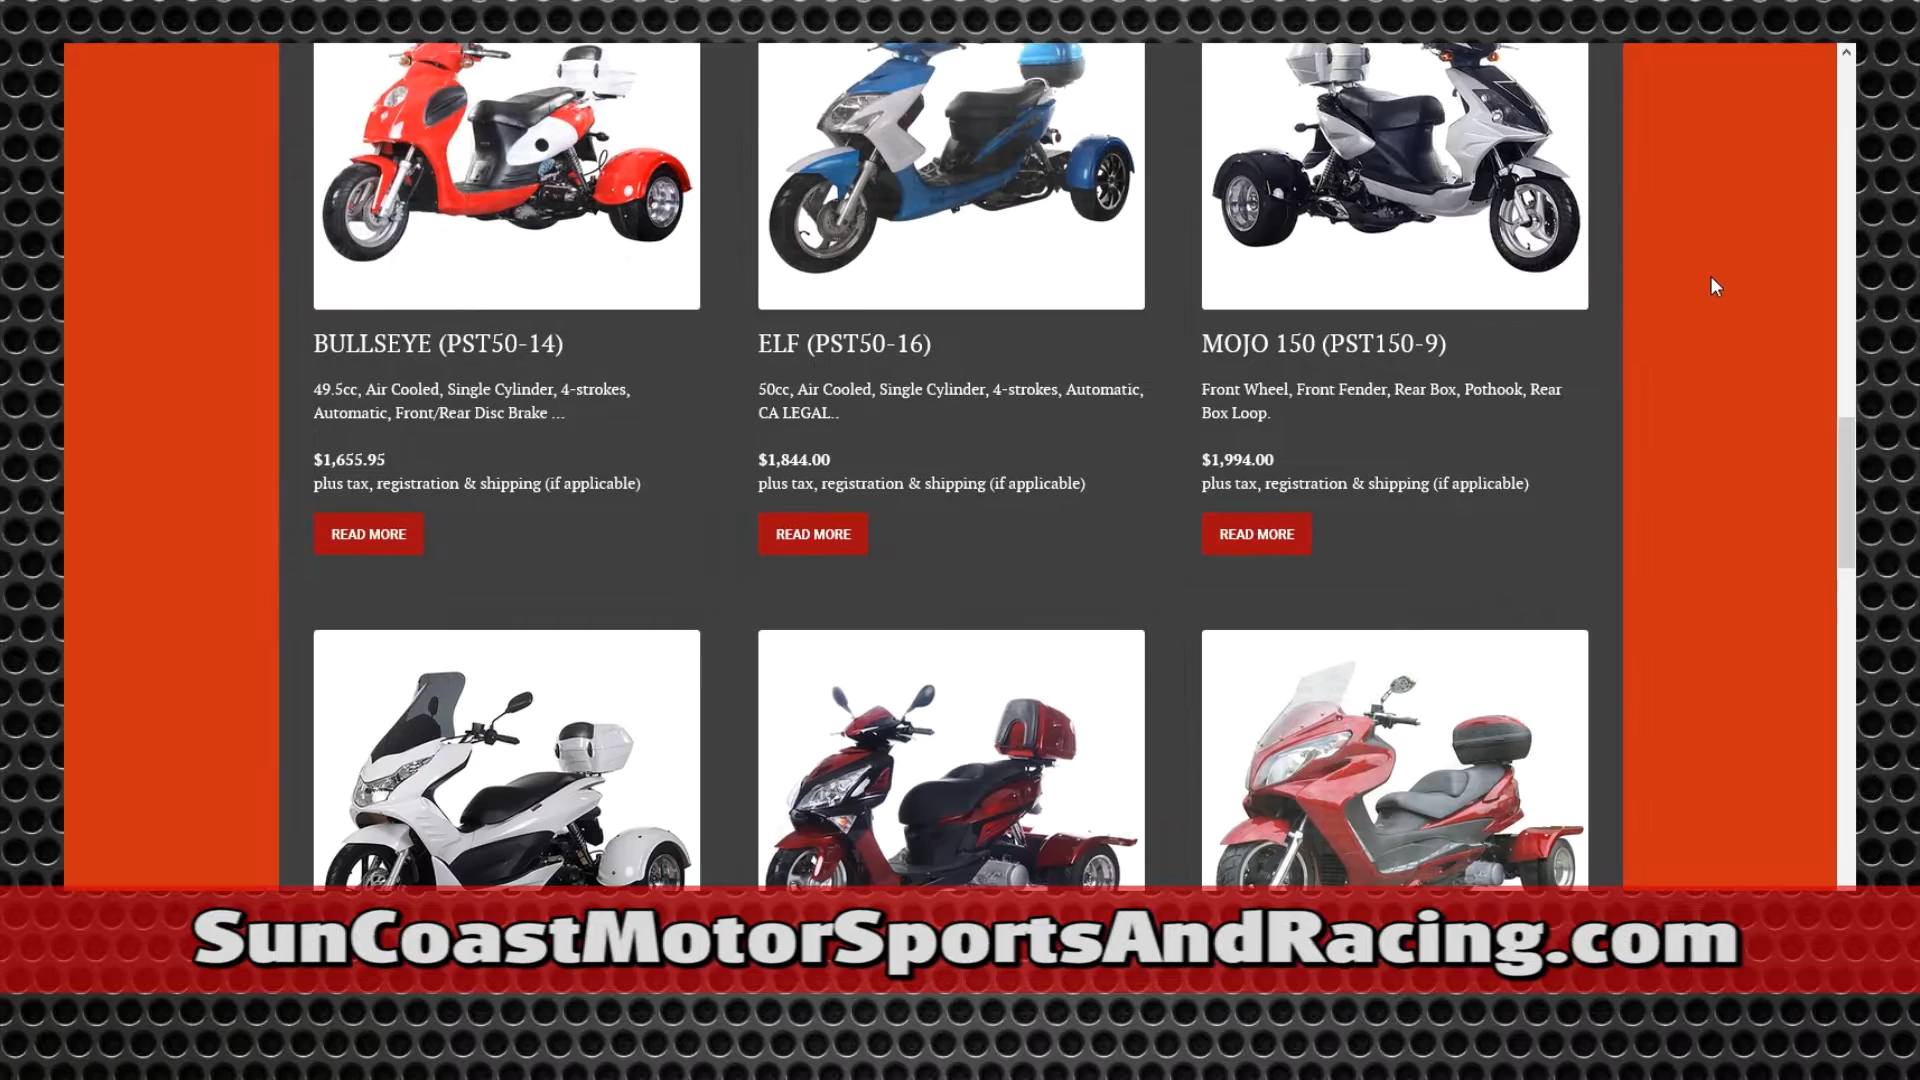 BULLSEYE (PST50-14)
49.5cc, Air Cooled, Single Cylinder, 4-strokes,
Automatic, Front/Rear Disc Brake ...
$1,655.95
plus tax, registration & shipping (if applicable)
READ MORE
ELF (PST50-16)
50cc, Air Cooled, Single Cylinder, 4-strokes, Automatic,
CA LEGAL..
$1,844.00
plus tax, registration & shipping (if applicable)
READ MORE
MOJO 150 (PST150-9)
Front Wheel, Front Fender, Rear Box, Pothook, Rear
Box Loop.
$1,994.00
plus tax, registration & shipping (if applicable)
READ MORE
SunCoastMotorSportsAndRacing.com